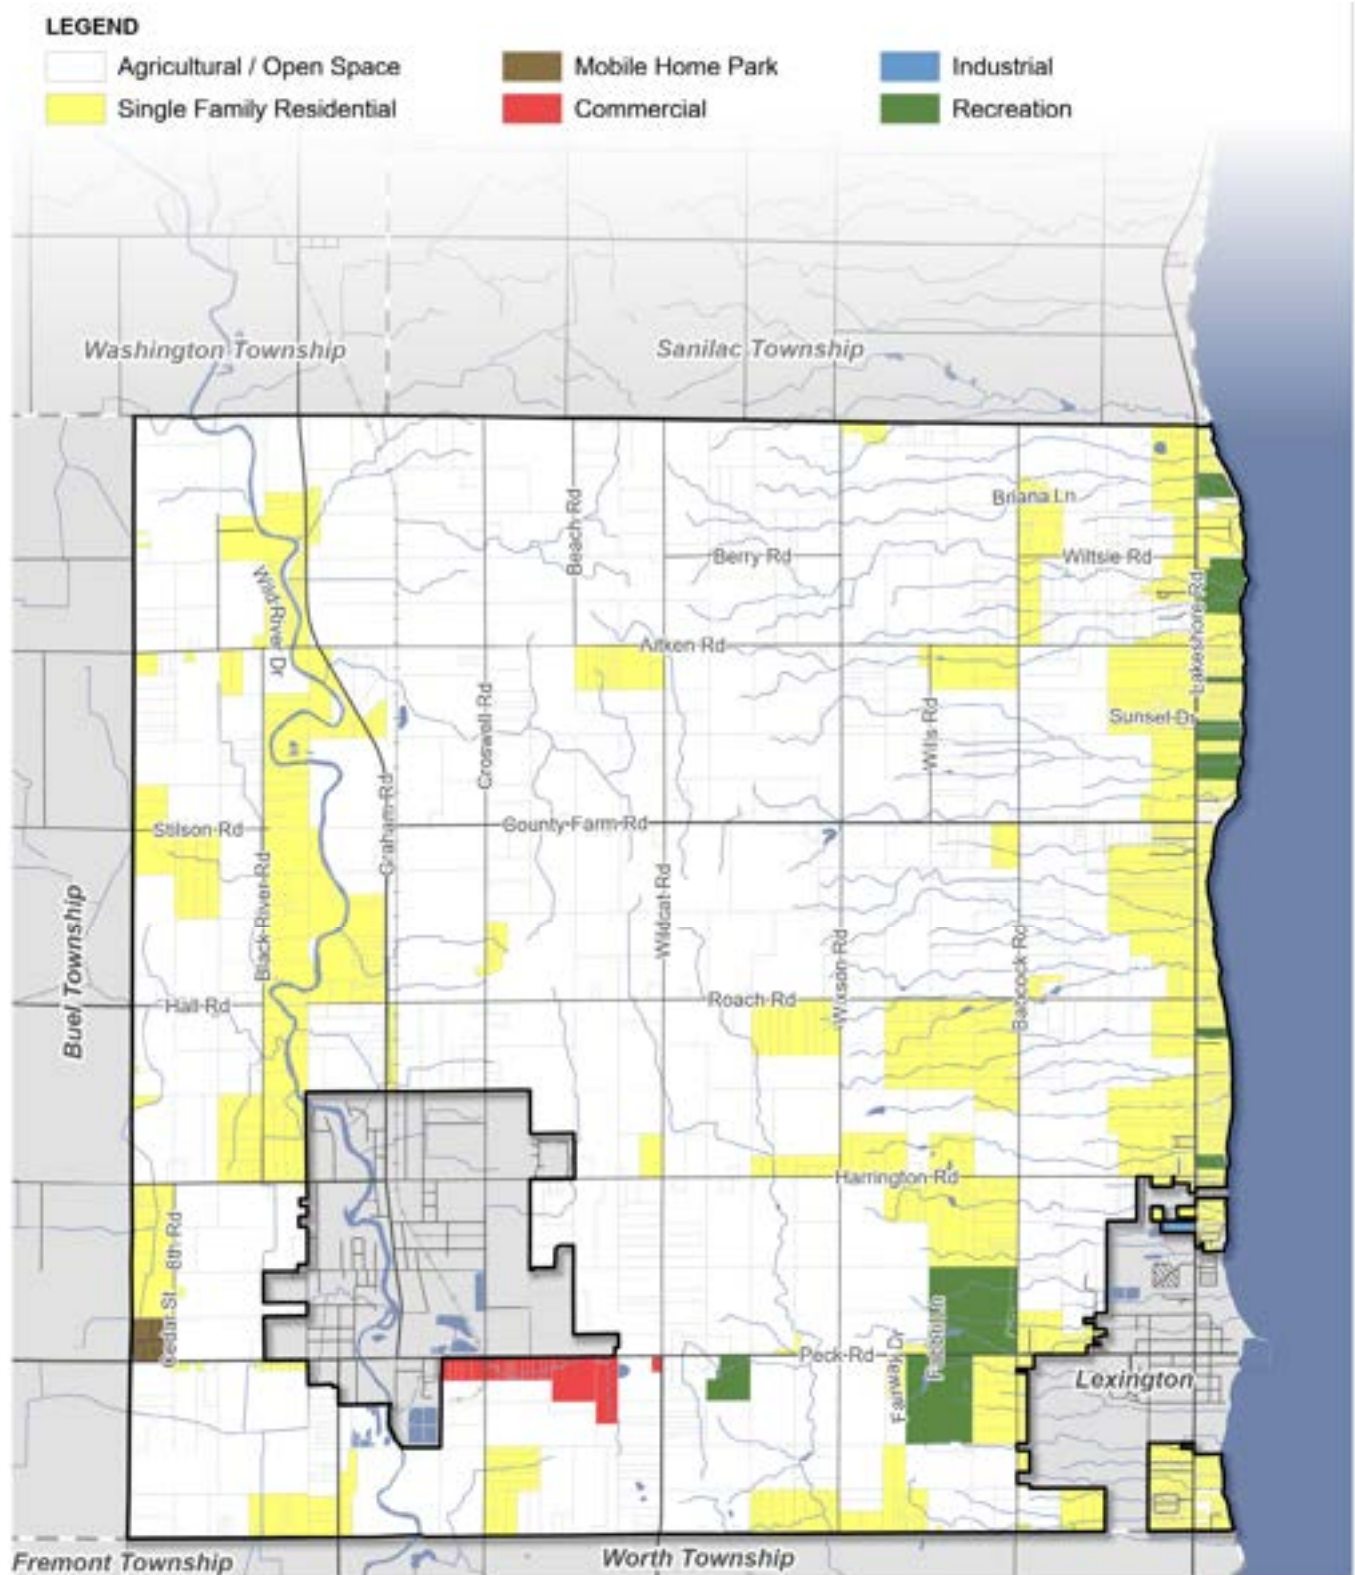 LEGEND
Agricultural / Open Space
Mobile Home Park
Industrial
Single Family Residential
Commercial
Recreation
Washington Township
Sanilac Township
Briana Ln
Beach Rd
Berry Rd
Wiltsie Rd
Wild River Dr
Lakeshore Rd
Aitken Rd
Croswell Rd
Wills Rd
Sunset Dr
Graham Rd
Stilson Rd
County Farm Rd
Black River Rd
Wildcat Rd
Buel Township
Wixson Rd
Babcock Rd
Hall Rd
Roach Rd
Harrington Rd
Cedar St
8th Rd
Peck Rd
Fairway Dr
Lexington
Fremont Township
Worth Township